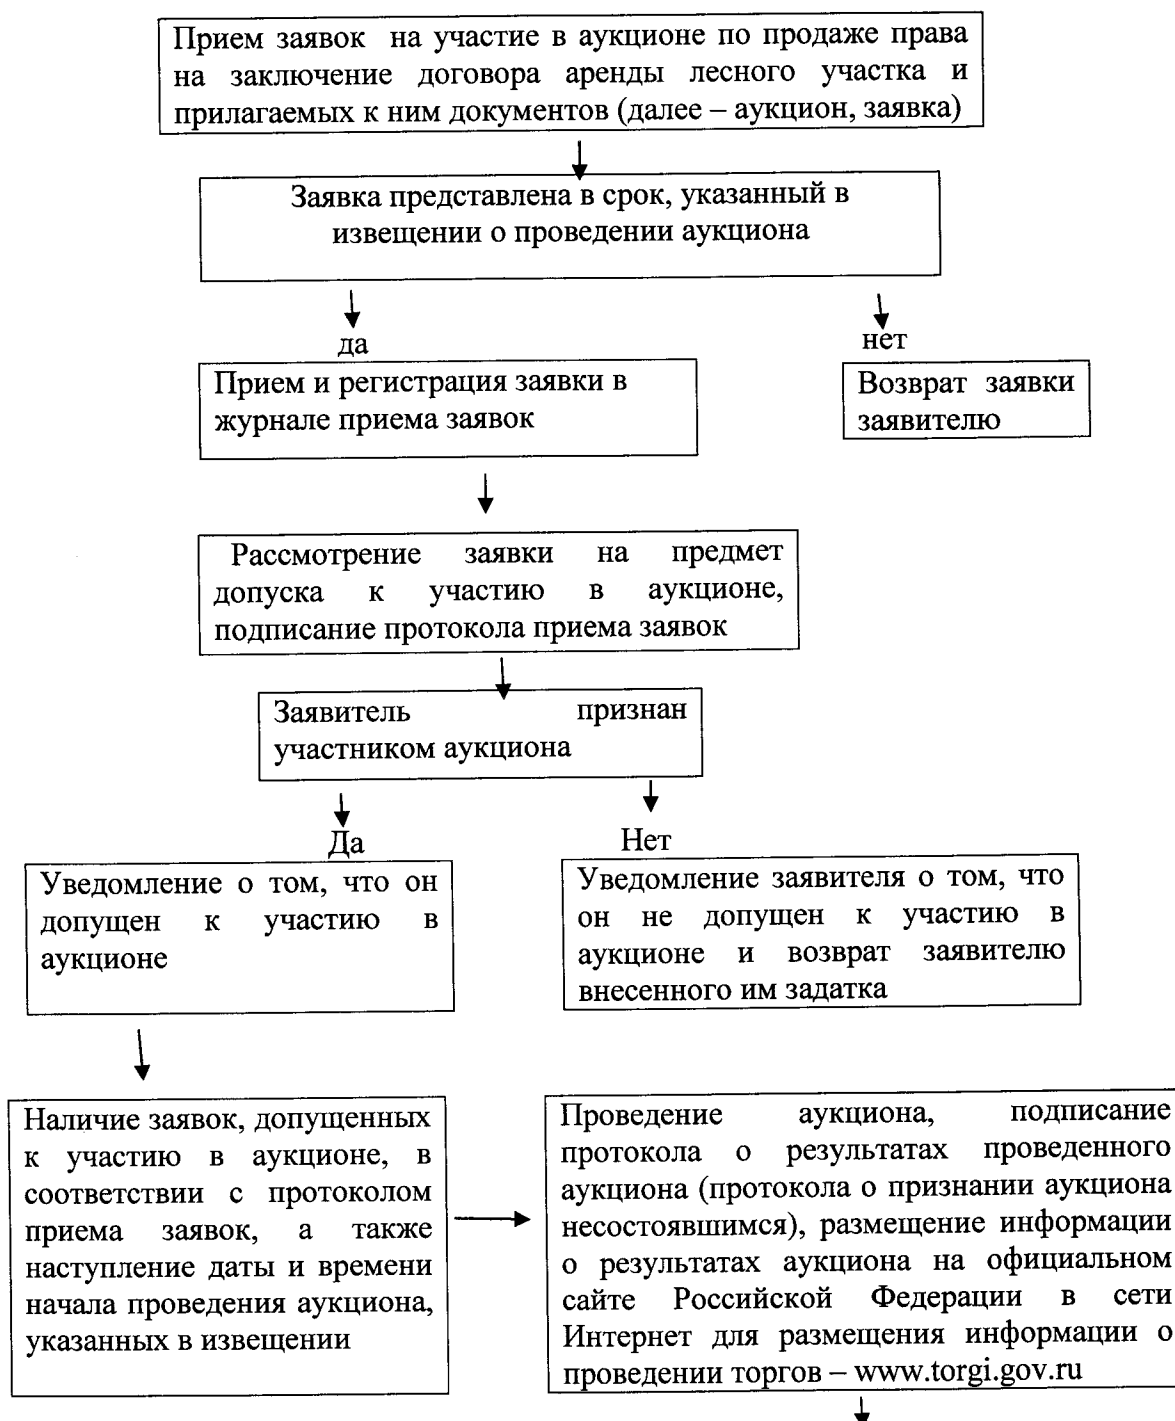 Прием заявок на участие в аукционе по продаже права
на заключение договора аренды лесного участка и
прилагаемых к ним документов (далее – аукцион, заявка)
Заявка представлена в срок, указанный в
извещении о проведении аукциона
да
нет
Прием и регистрация заявки в
журнале приема заявок
Возврат заявки
заявителю
Рассмотрение заявки на предмет
допуска к участию в аукционе,
подписание протокола приема заявок
Заявитель признан
участником аукциона
Да
Нет
Уведомление о том, что он
допущен к участию в
аукционе
Уведомление заявителя о том, что
он не допущен к участию в
аукционе и возврат заявителю
внесенного им задатка
Наличие заявок, допущенных
к участию в аукционе, в
соответствии с протоколом
приема заявок, а также
наступление даты и времени
начала проведения аукциона,
указанных в извещении
Проведение аукциона, подписание
протокола о результатах проведенного
аукциона (протокола о признании аукциона
несостоявшимся), размещение информации
о результатах аукциона на официальном
сайте Российской Федерации в сети
Интернет для размещения информации о
проведении торгов – www.torgi.gov.ru